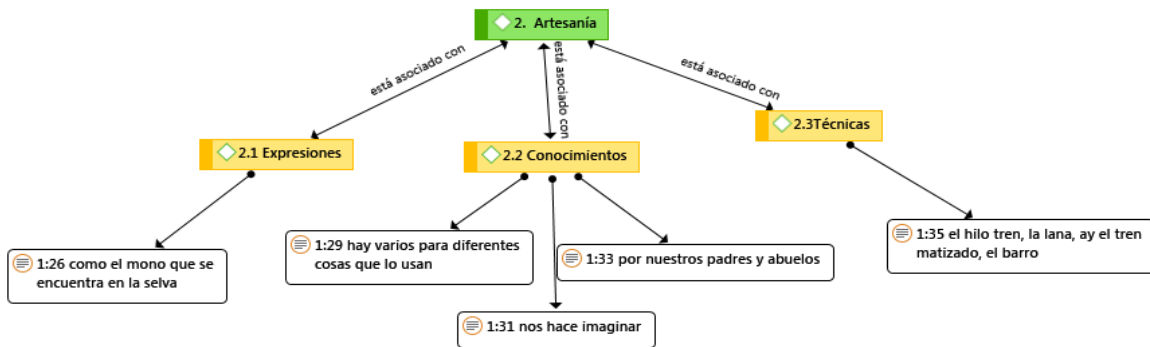 2. Artesanía
está asociado con
está asociado con
está asociado con
2.1 Expresiones
2.2 Conocimientos
2.3Técnicas
1:26 como el mono que se
encuentra en la selva
1:29 hay varios para diferentes
cosas que lo usan
1:33 por nuestros padres y abuelos
1:35 el hilo tren, la lana, ay el tren
matizado, el barro
1:31 nos hace imaginar